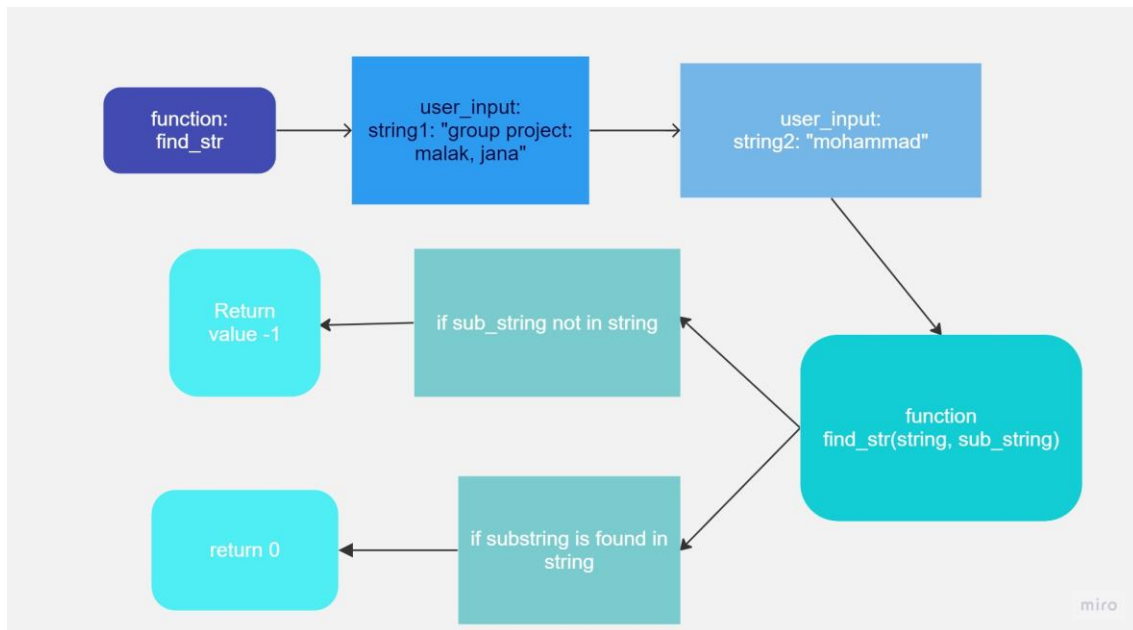 function:
find_str
user_input:
string1: "group project:
malak, jana"
user_input:
string2: "mohammad"
Return
value -1
if sub_string not in string
function
find_str(string, sub_string)
return 0
if substring is found in
string
miro